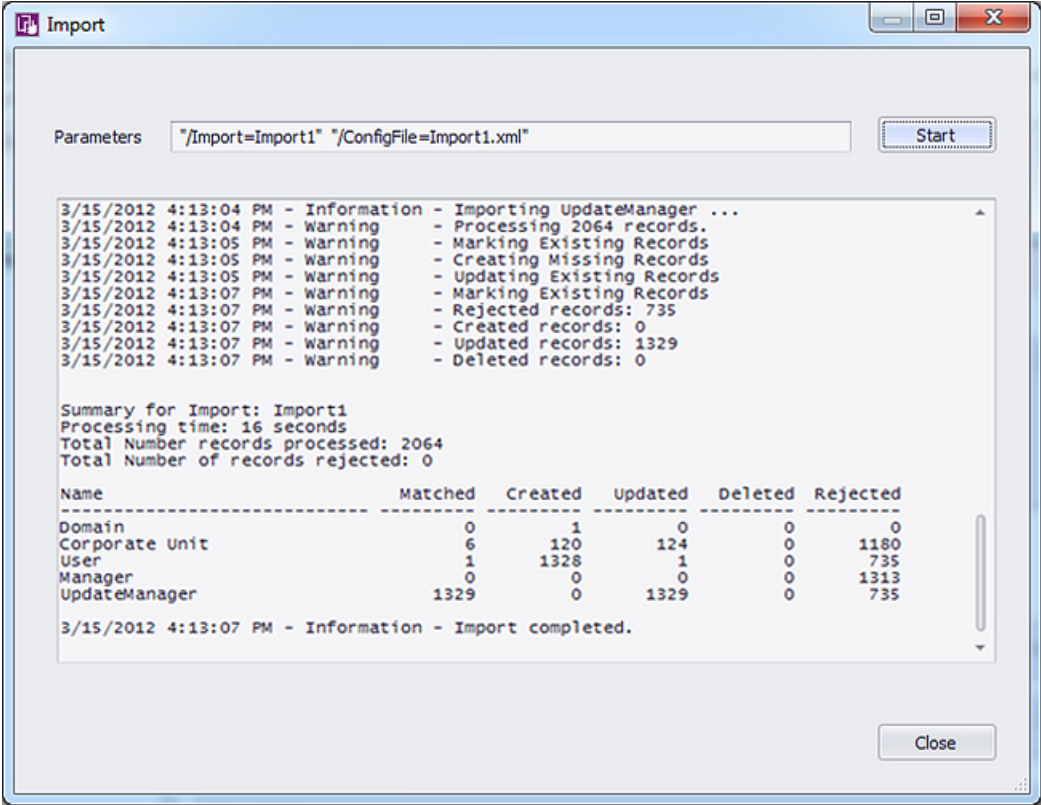 Import
Parameters "/Import=Import1" "/ConfigFile=Import1.xml" Start
3/15/2012 4:13:04 PM - Information - Importing UpdateManager ...
3/15/2012 4:13:04 PM - Warning - Processing 2064 records.
3/15/2012 4:13:05 PM - Warning - Marking Existing Records
3/15/2012 4:13:05 PM - Warning - Creating Missing Records
3/15/2012 4:13:05 PM - Warning - Updating Existing Records
3/15/2012 4:13:07 PM - Warning - Marking Existing Records
3/15/2012 4:13:07 PM - Warning - Rejected records: 735
3/15/2012 4:13:07 PM - Warning - Created records: 0
3/15/2012 4:13:07 PM - Warning - Updated records: 1329
3/15/2012 4:13:07 PM - Warning - Deleted records: 0
Summary for Import: Import1
Processing time: 16 seconds
Total Number records processed: 2064
Total Number of records rejected: 0
Name Matched Created Updated Deleted Rejected
---------------------------- --------- --------- --------- --------- ---------
Domain 0 1 0 0 0
Corporate Unit 6 120 124 0 1180
User 1 1328 1 0 735
Manager 0 0 0 0 1313
UpdateManager 1329 0 1329 0 735
3/15/2012 4:13:07 PM - Information - Import completed.
Close